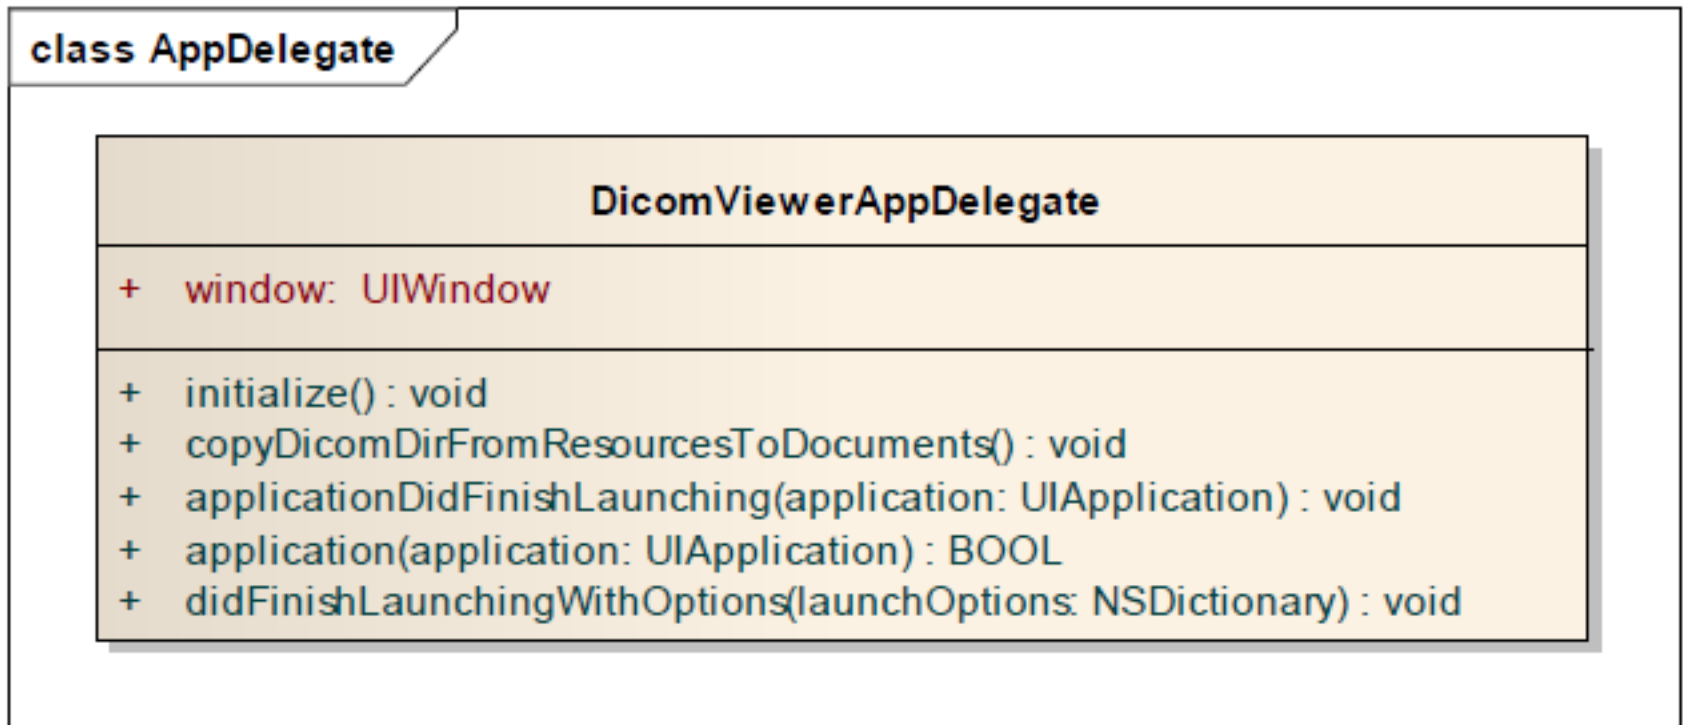 class AppDelegate
DicomViewerAppDelegate
+ window: UIWindow
+ initialize() : void
+ copyDicomDirFromResourcesToDocuments() : void
+ applicationDidFinishLaunching(application: UIApplication) : void
+ application(application: UIApplication) : BOOL
+ didFinishLaunchingWithOptions(launchOptions: NSDictionary) : void